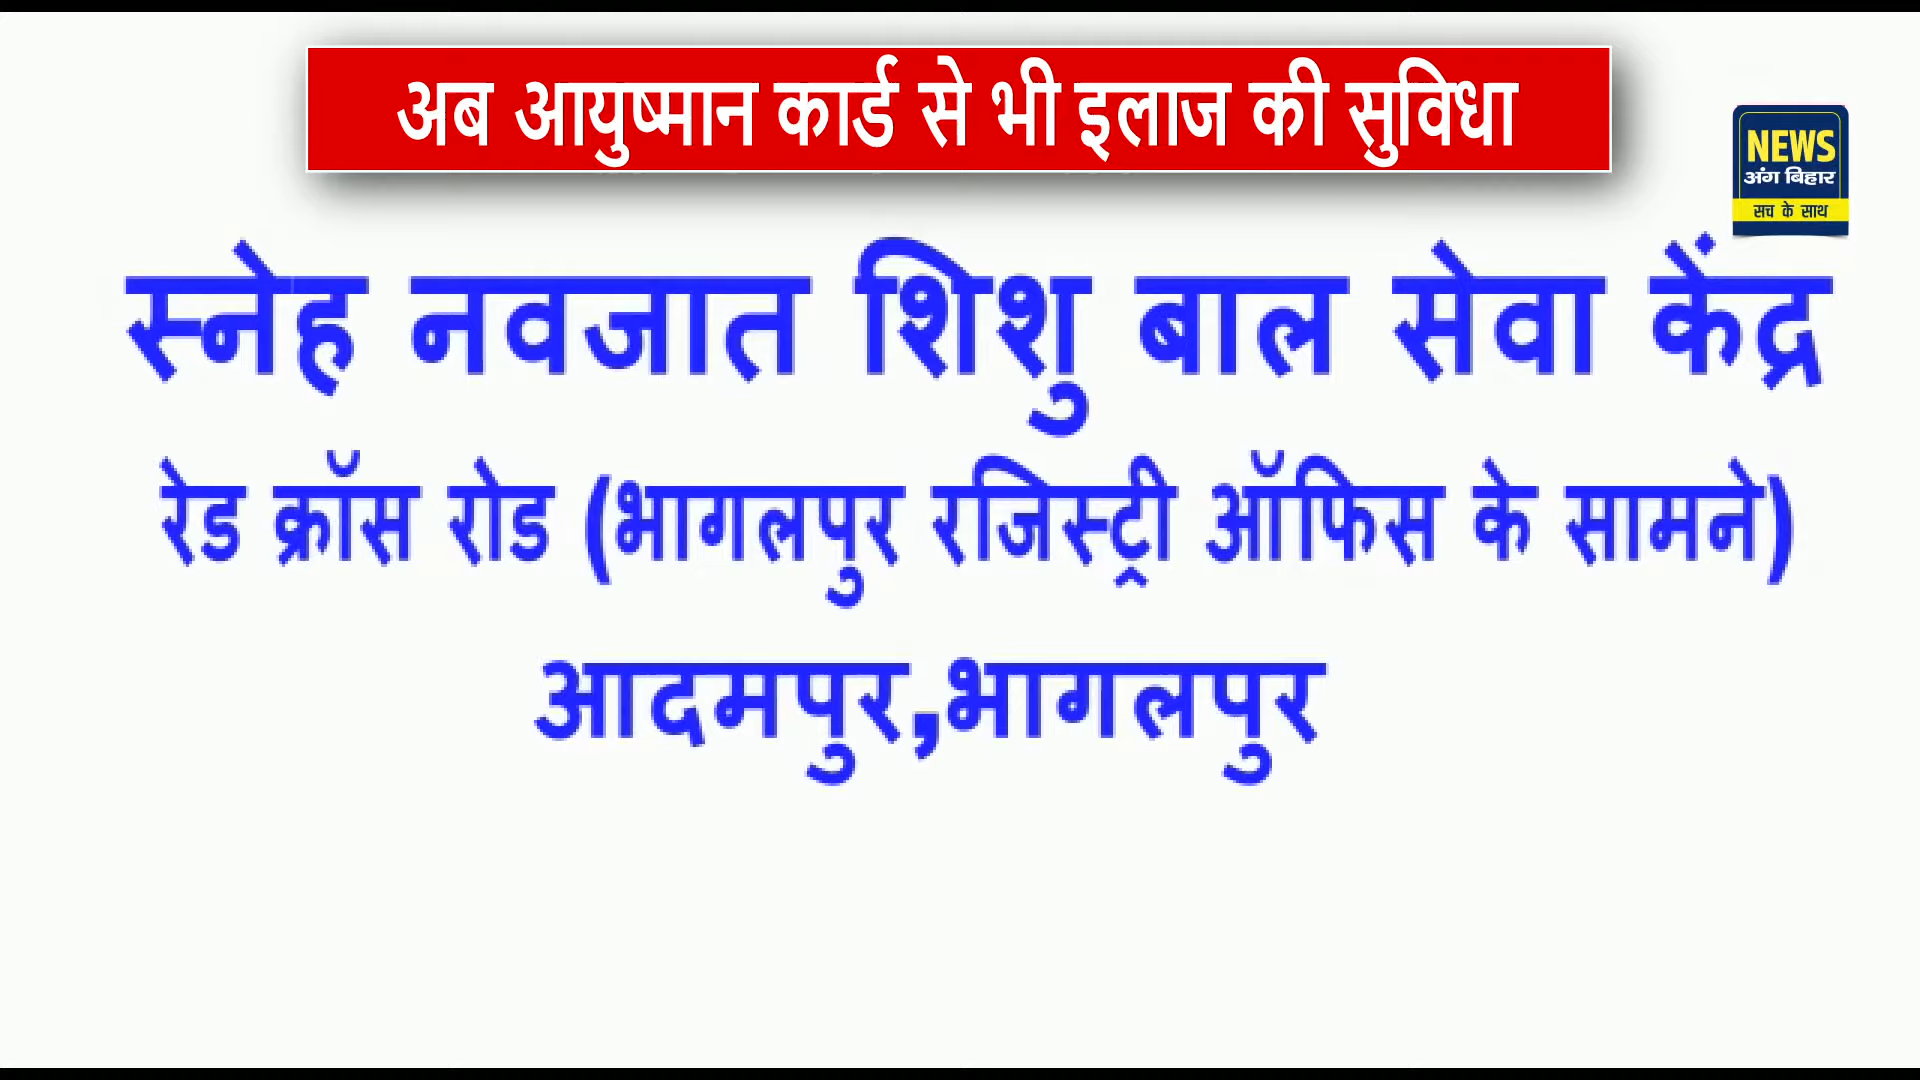 अब आयुष्मान कार्ड से भी इलाज की सुविधा
NEWS
अंग बिहार
सच के साथ
स्नेह नवजात शिशु बाल सेवा केंद्र
रेड क्रॉस रोड (भागलपुर रजिस्ट्री ऑफिस के सामने)
आदमपुर,भागलपुर